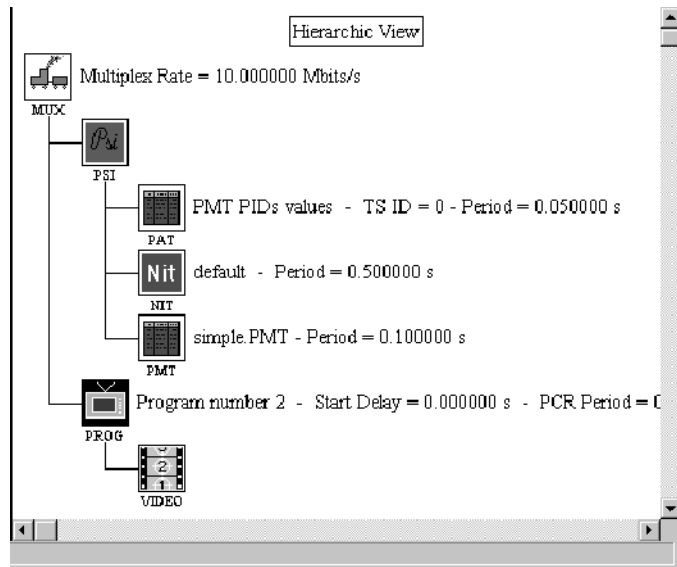 Hierarchic View
Multiplex Rate = 10.000000 Mbits/s
MUX
Psi
PSI
PMT PIDs values - TS ID = 0 - Period = 0.050000 s
PAT
Nit
default - Period = 0.500000 s
NIT
simple.PMT - Period = 0.100000 s
PMT
Program number 2 - Start Delay = 0.000000 s - PCR Period = 0
PROG
2
1
VIDEO